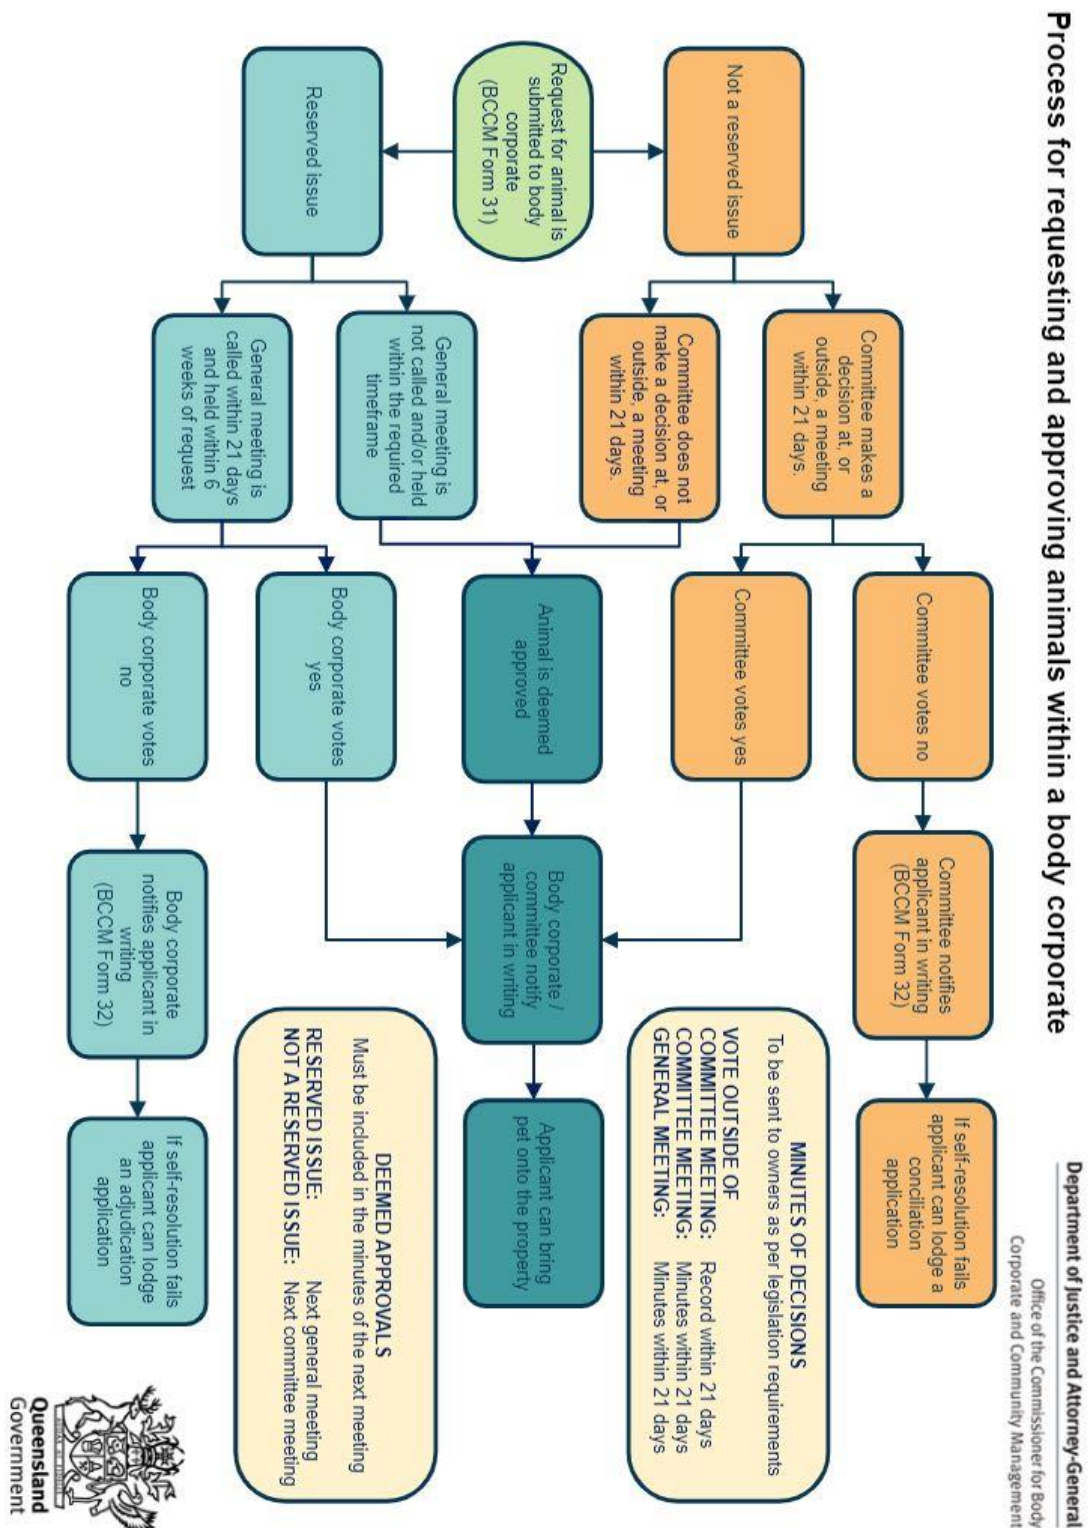 Process for requesting and approving animals within a body corporate
Department of Justice and Attorney-General
Office of the Commissioner for Body
Corporate and Community Management
Not a reserved issue
Request for animal is
submitted to body
corporate
(BCCM Form 31)
Reserved issue
Committee makes a
decision at, or
outside, a meeting
within 21 days.
Committee does not
make a decision at, or
outside, a meeting
within 21 days.
General meeting is
not called and/or held
within the required
timeframe
General meeting is
called within 21 days
and held within 6
weeks of request
Committee votes no
Committee votes yes
Animal is deemed
approved
Body corporate votes
yes
Body corporate votes
no
Committee notifies
applicant in writing
(BCCM Form 32)
Body corporate /
committee notify
applicant in writing
Body corporate
notifies applicant in
writing
(BCCM Form 32)
If self-resolution fails
applicant can lodge a
conciliation
application
MINUTES OF DECISIONS
To be sent to owners as per legislation requirements
VOTE OUTSIDE OF
COMMITTEE MEETING: Record within 21 days
COMMITTEE MEETING: Minutes within 21 days
GENERAL MEETING: Minutes within 21 days
Applicant can bring
pet onto the property
DEEMED APPROVALS
Must be included in the minutes of the next meeting
RESERVED ISSUE: Next general meeting
NOT A RESERVED ISSUE: Next committee meeting
If self-resolution fails
applicant can lodge
an adjudication
application
Queensland
Government